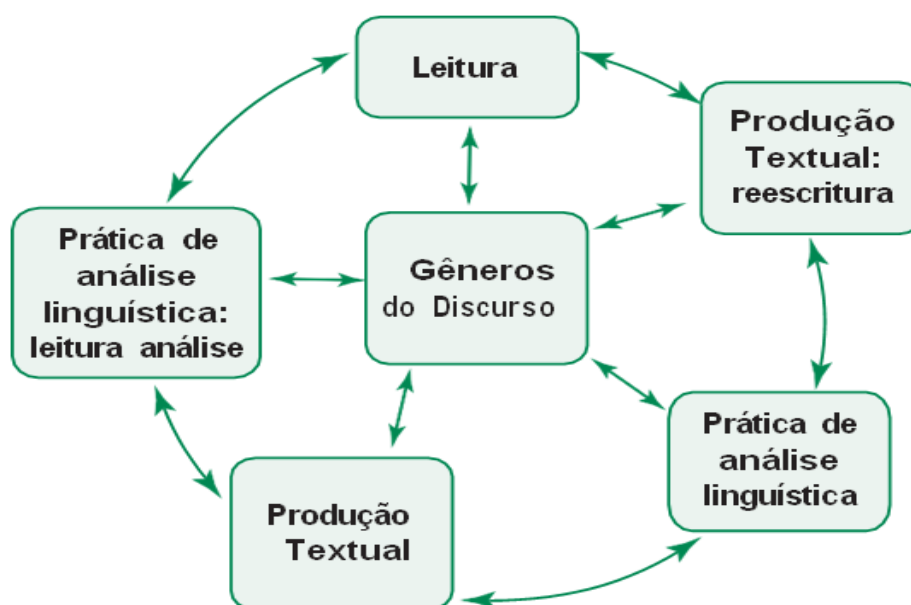 Leitura
Produção
Textual:
reescritura
Prática de
análise
linguística:
leitura análise
Gêneros
do Discurso
Prática de
análise
linguística
Produção
Textual